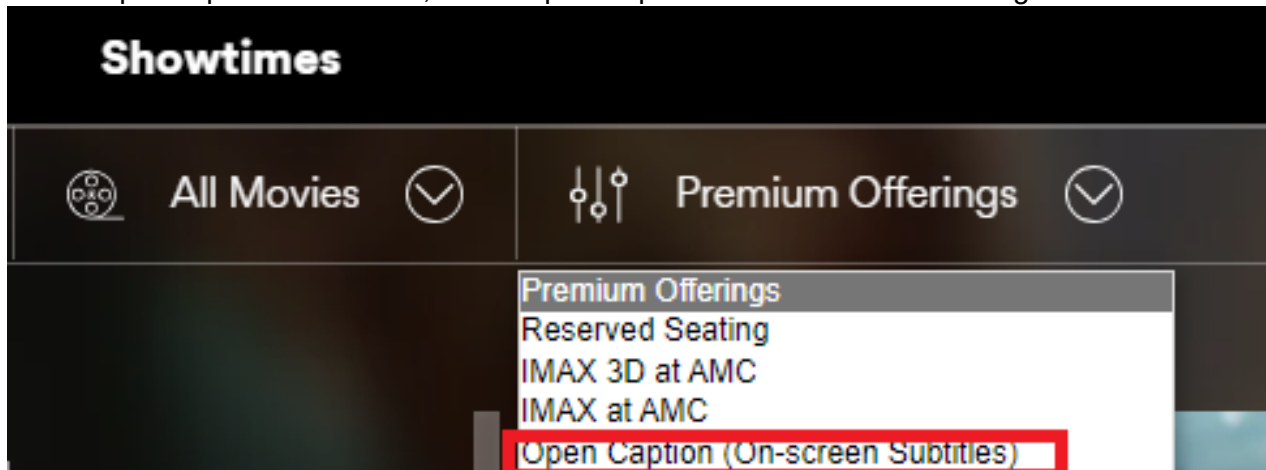 Showtimes
All Movies
Premium Offerings
Premium Offerings
Reserved Seating
IMAX 3D at AMC
IMAX at AMC
Open Caption (On-screen Subtitles)